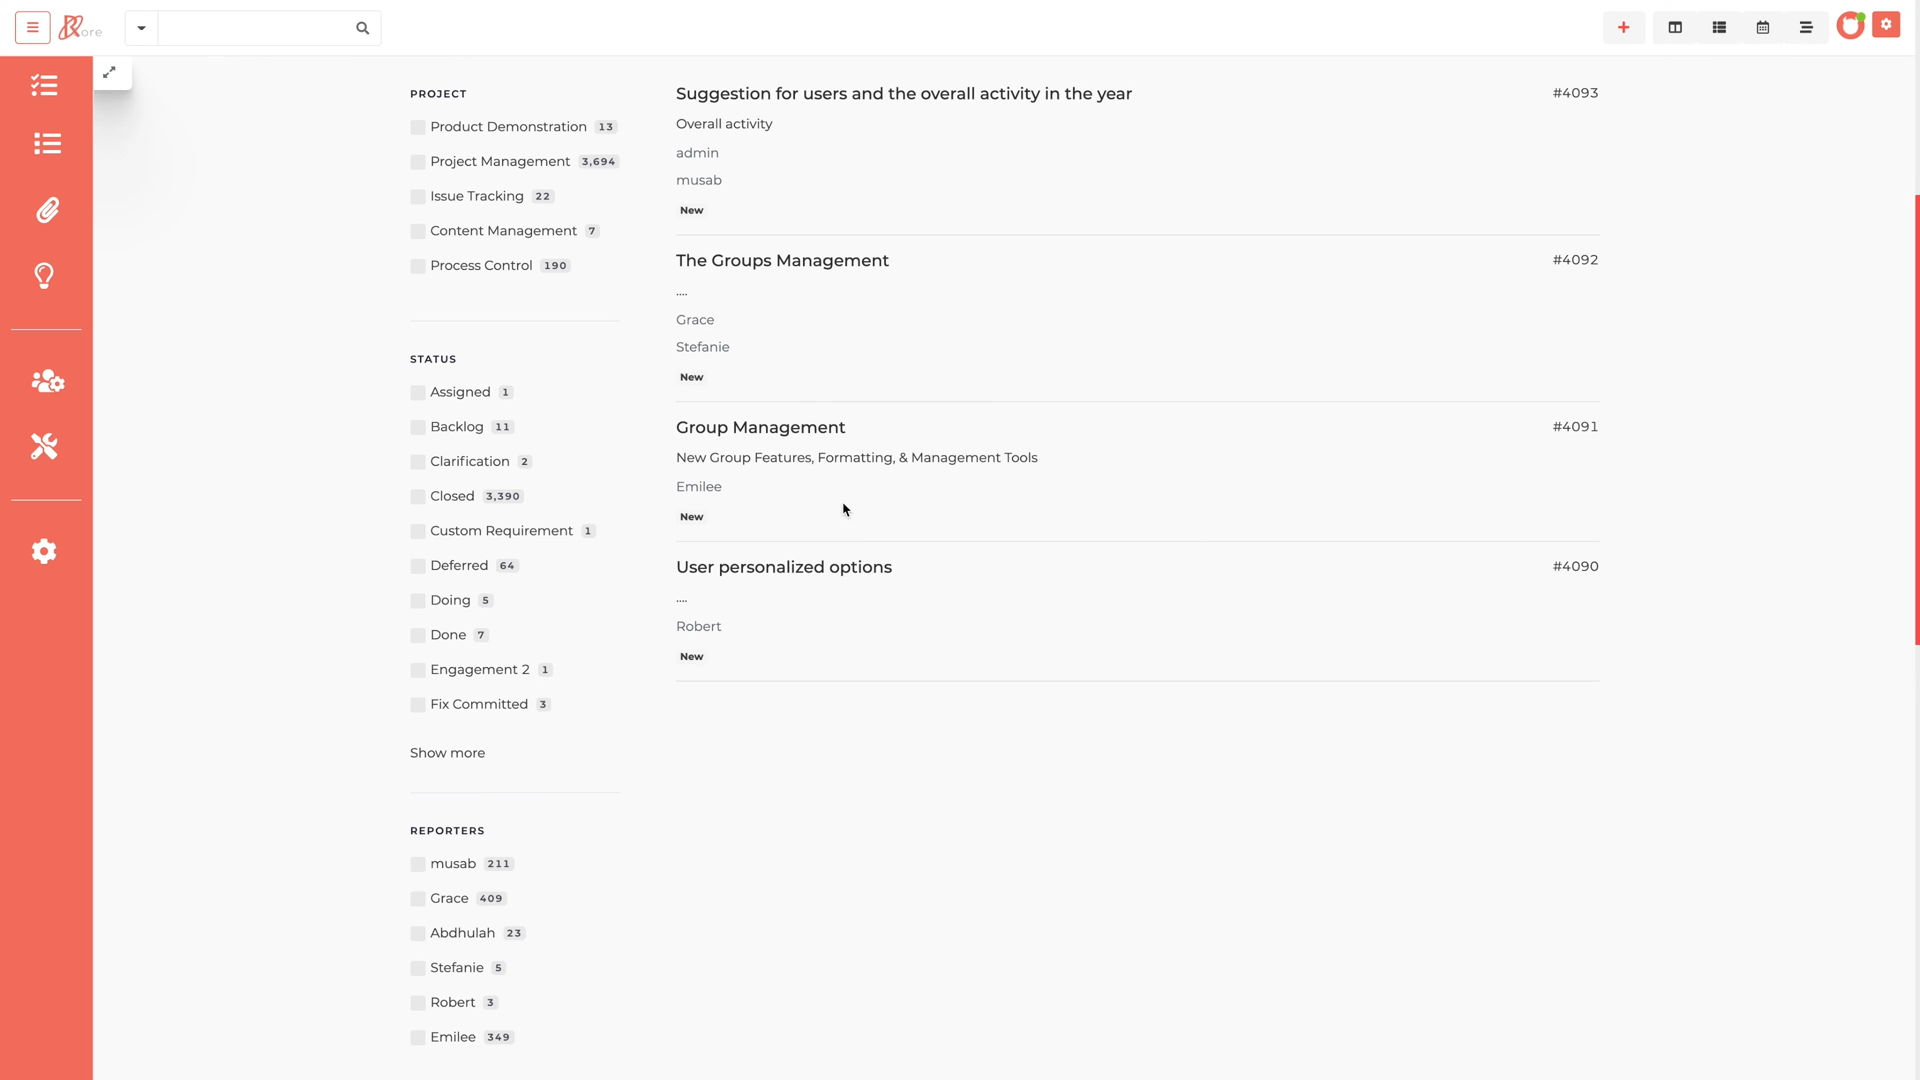 ore
PROJECT
Product Demonstration 13
Project Management 3,694
Issue Tracking 22
Content Management 7
Process Control 190
STATUS
Assigned 1
Backlog 11
Clarification 2
Closed 3,390
Custom Requirement 1
Deferred 64
Doing 5
Done 7
Engagement 2 1
Fix Committed 3
Show more
REPORTERS
musab 211
Grace 409
Abdhulah 23
Stefanie 5
Robert 3
Emilee 349
Suggestion for users and the overall activity in the year #4093
Overall activity
admin
musab
New
The Groups Management #4092
....
Grace
Stefanie
New
Group Management #4091
New Group Features, Formatting, & Management Tools
Emilee
New
User personalized options #4090
....
Robert
New